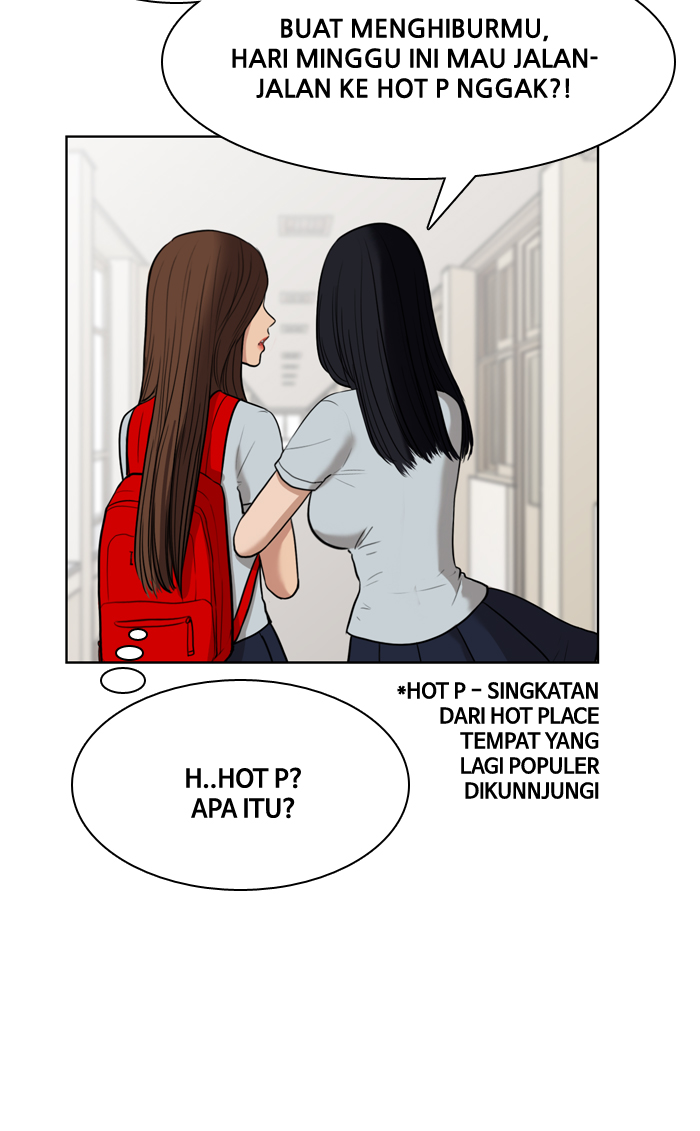 BUAT MENGHIBURMU,
HARI MINGGU INI MAU JALAN-
JALAN KE HOT P NGGAK?!
*HOT P - SINGKATAN
DARI HOT PLACE
TEMPAT YANG
LAGI POPULER
DIKUNNJUNGI
H..HOT P?
APA ITU?